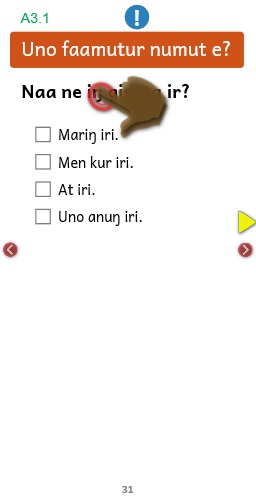 A3.1
Uno faamutur numut e?
Naa ne ir?
Mariŋ iri.
Men kur iri.
At iri.
Uno anuŋ iri.
31